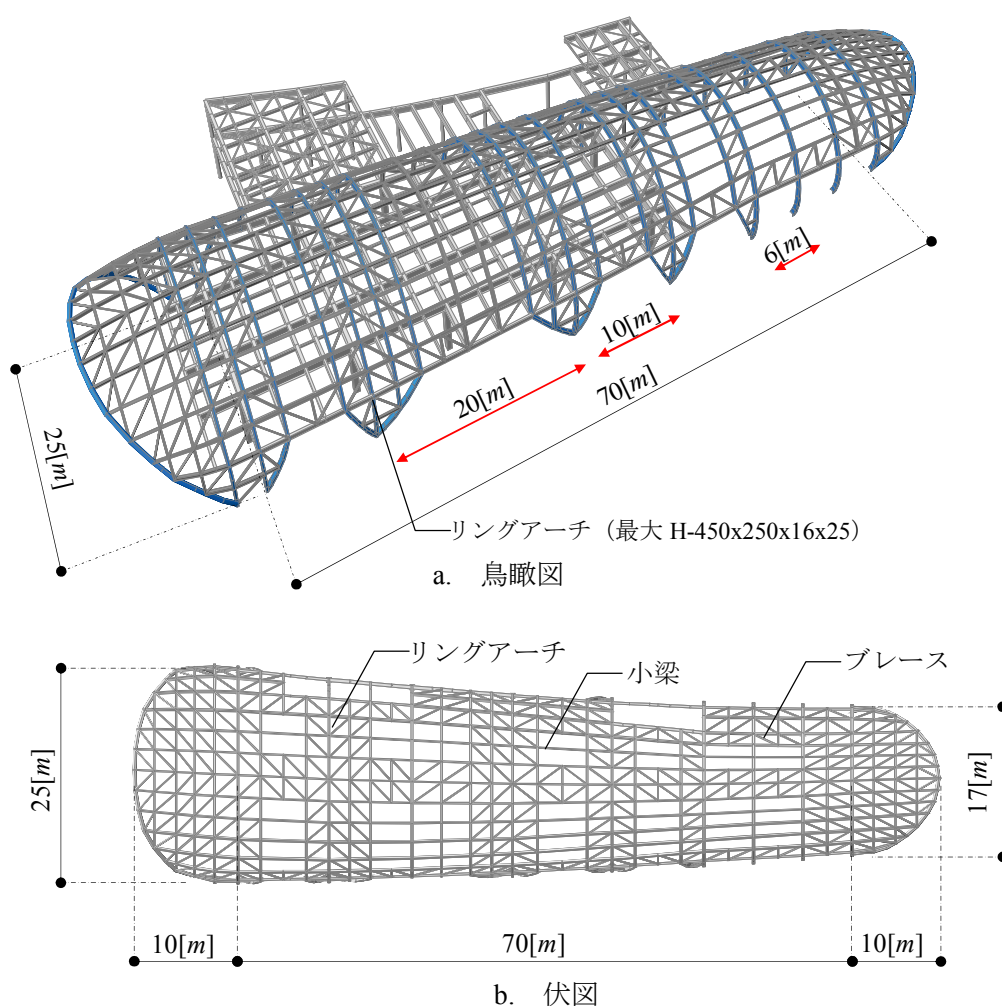 6[m]
10[m]
20[m]
70[m]
25[m]
リングアーチ（最大 H-450x250x16x25）
a. 鳥瞰図
リングアーチ
小梁
ブレース
25[m]
17[m]
10[m]
70[m]
10[m]
b. 伏図